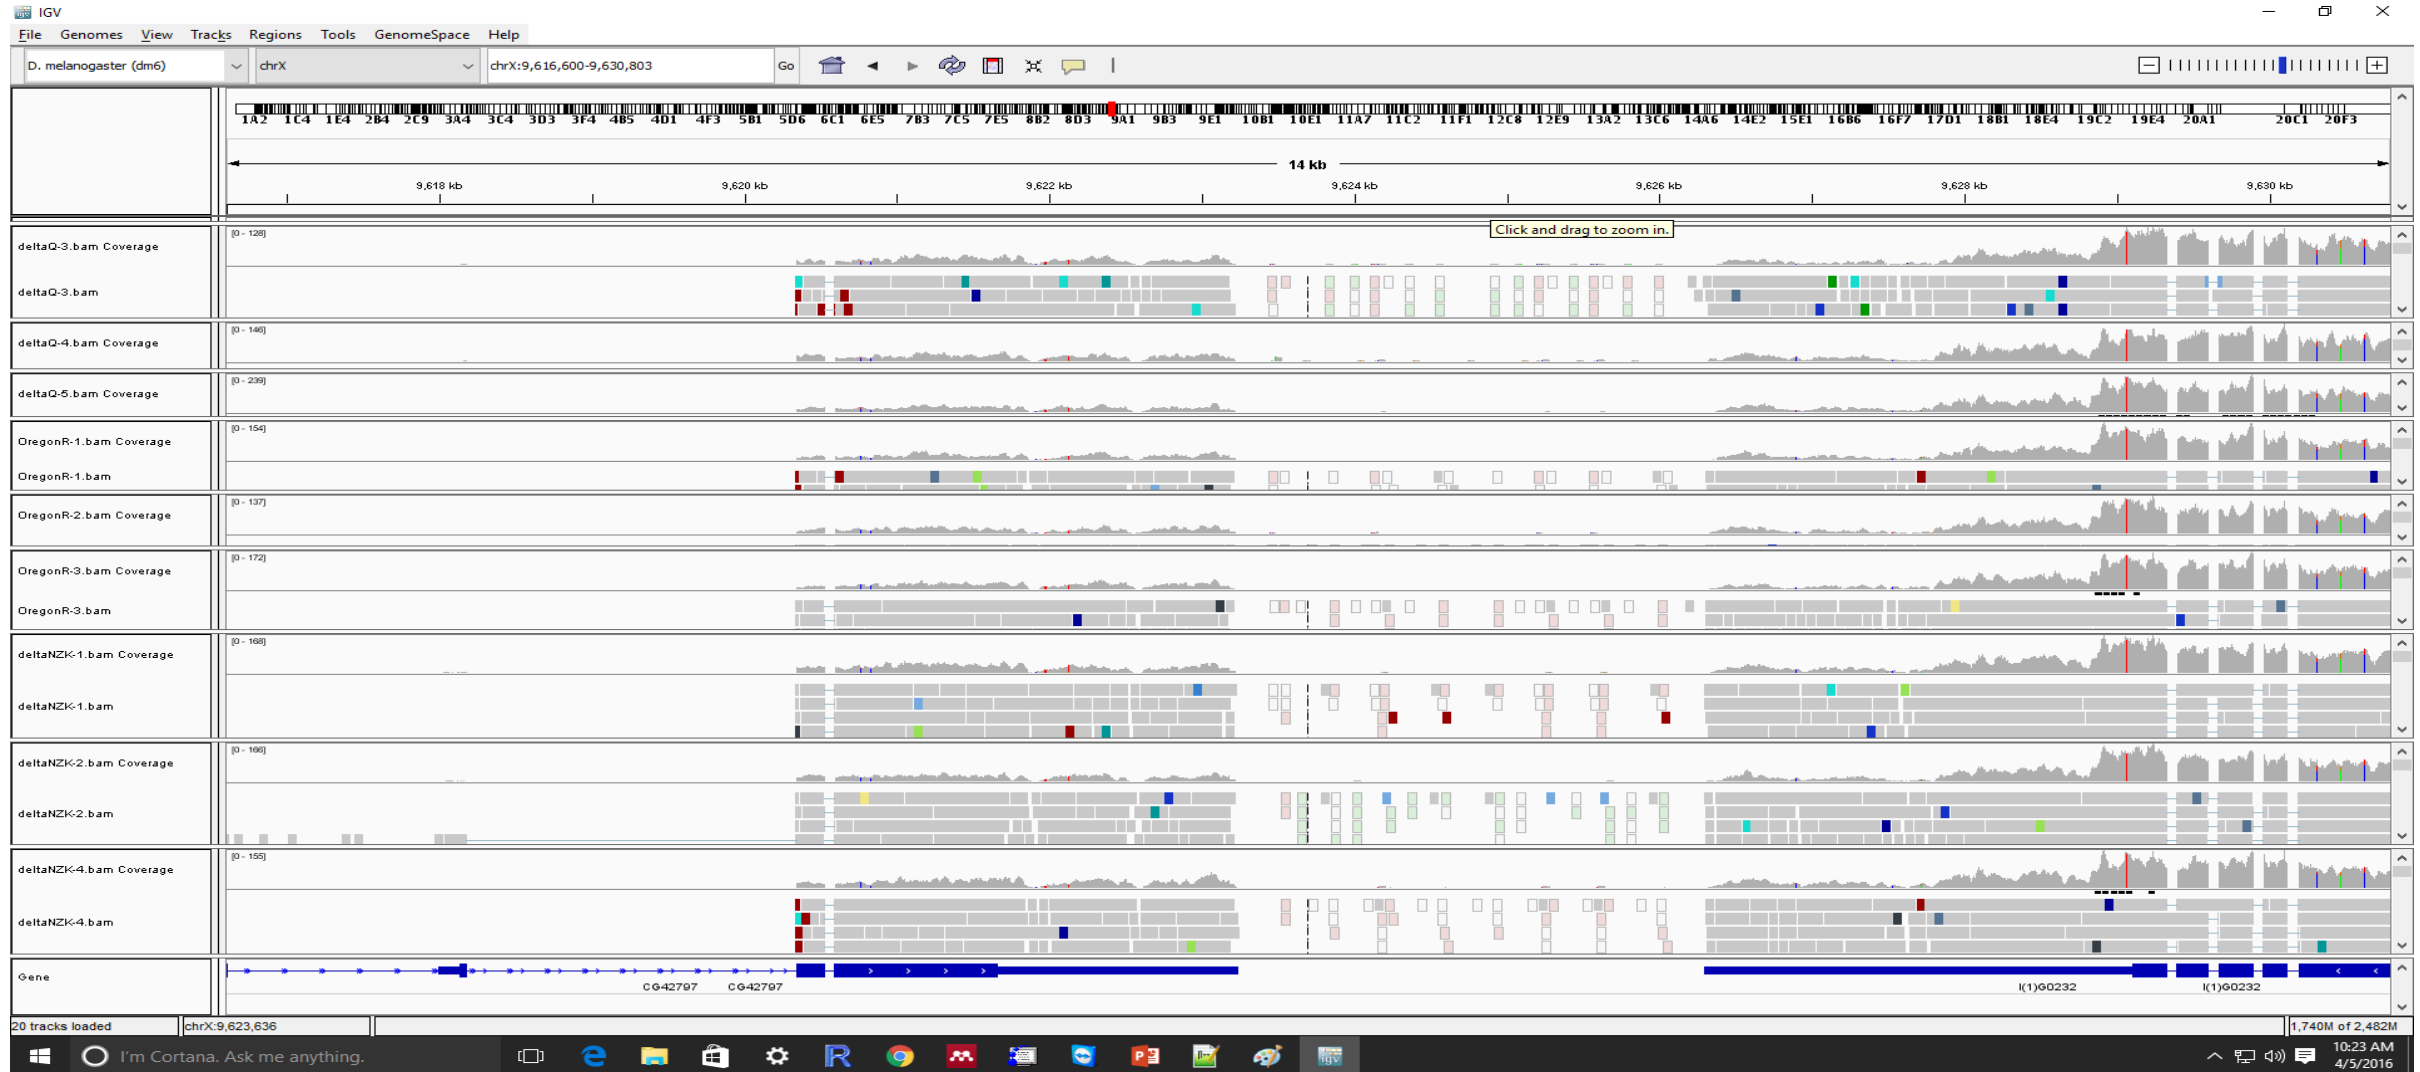 IGV
File Genomes View Tracks Regions Tools GenomeSpace Help
D. melanogaster (dm6) chrX chrX:9,616,600-9,630,803 Go
1A2 1C4 1E4 2B4 2C9 3A4 3C4 3D3 3F4 4B5 4D1 4F3 5B1 5D6 6C1 6E5 7B3 7C5 7E5 8B2 8D3 9A1 9B3 9E1 10B1 10E1 11A7 11C2 11F1 12C8 12E9 13A2 13C6 14A6 14E2 15E1 16B6 16F7 17D1 18B1 18E4 19C2 19E4 20A1 20C1 20F3
14 kb
9,618 kb 9,620 kb 9,622 kb 9,624 kb 9,626 kb 9,628 kb 9,630 kb
Click and drag to zoom in.
[0 - 128]
deltaQ-3.bam Coverage
deltaQ-3.bam
[0 - 146]
deltaQ-4.bam Coverage
[0 - 239]
deltaQ-5.bam Coverage
[0 - 154]
OregonR-1.bam Coverage
OregonR-1.bam
[0 - 137]
OregonR-2.bam Coverage
[0 - 172]
OregonR-3.bam Coverage
OregonR-3.bam
[0 - 168]
deltaNZK-1.bam Coverage
deltaNZK-1.bam
[0 - 166]
deltaNZK-2.bam Coverage
deltaNZK-2.bam
[0 - 155]
deltaNZK-4.bam Coverage
deltaNZK-4.bam
Gene
CG42797 CG42797 l(1)G0232 l(1)G0232
20 tracks loaded chrX:9,623,636 1,740M of 2,482M
I'm Cortana. Ask me anything.
10:23 AM
4/5/2016